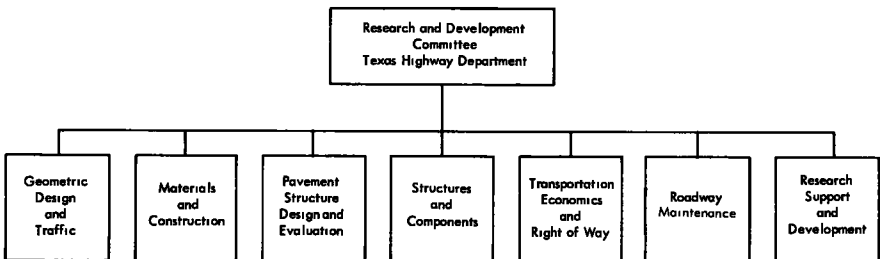 Research and Development
Committee
Texas Highway Department
Geometric
Design
and
Traffic
Materials
and
Construction
Pavement
Structure
Design and
Evaluation
Structures
and
Components
Transportation
Economics
and
Right of Way
Roadway
Maintenance
Research
Support
and
Development